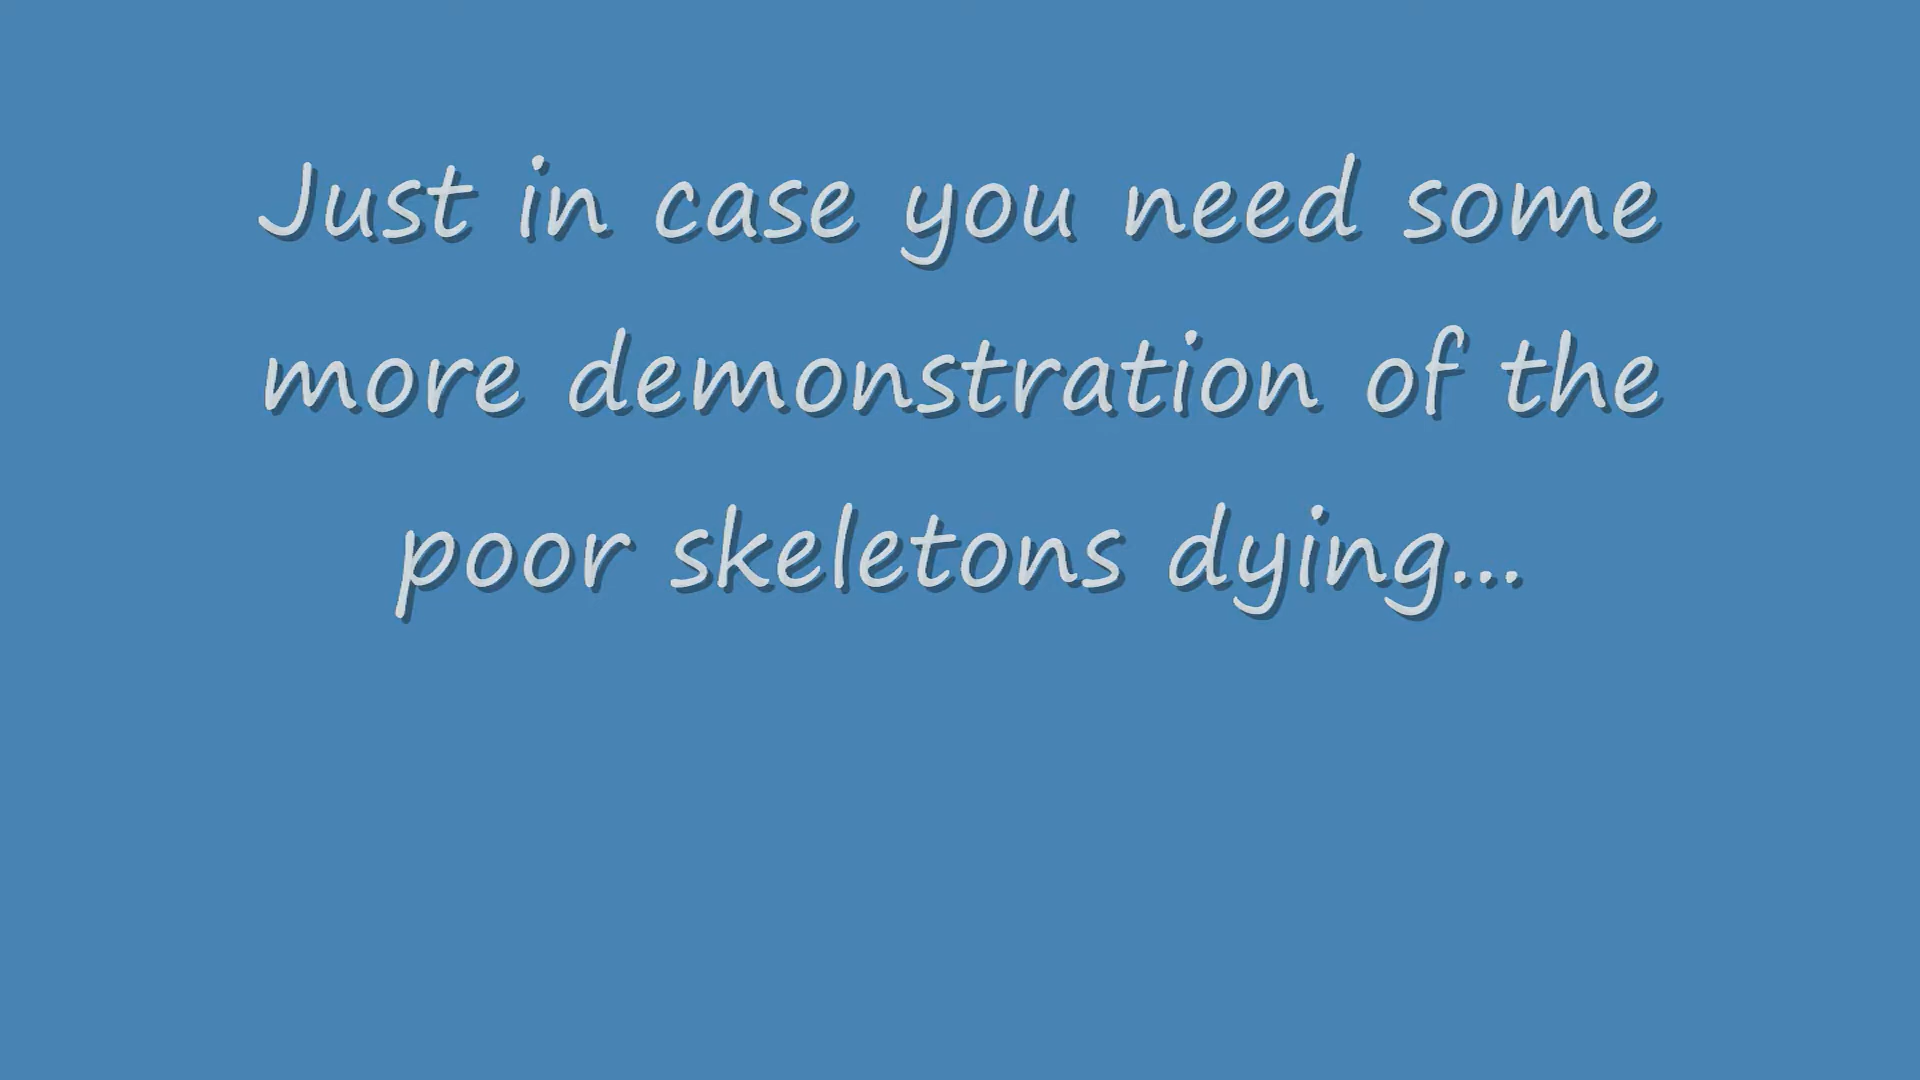 Just in case you need some
more demonstration of the
poor skeletons dying...